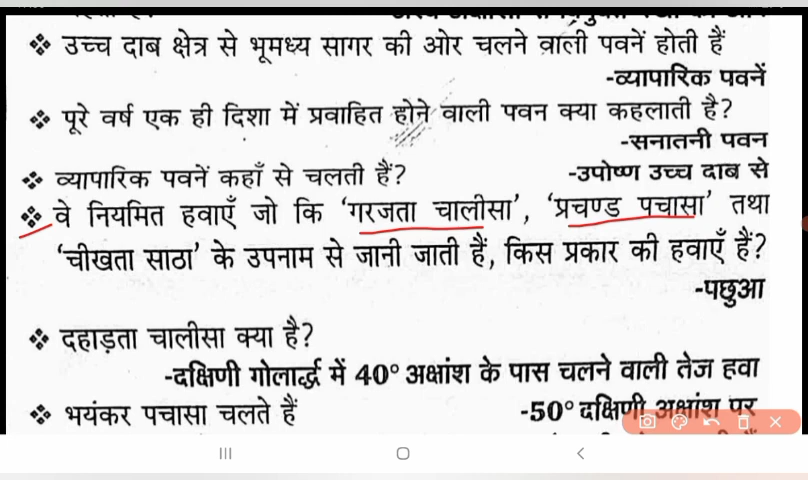 ❖ उच्च दाब क्षेत्र से भूमध्य सागर की ओर चलने वाली पवनें होती हैं
-व्यापारिक पवनें
❖ पूरे वर्ष एक ही दिशा में प्रवाहित होने वाली पवन क्या कहलाती है?
-सनातनी पवन
❖ व्यापारिक पवनें कहाँ से चलती हैं? -उपोष्ण उच्च दाब से
❖ वे नियमित हवाएँ जो कि ‘गरजता चालीसा’, ‘प्रचण्ड पचासा’ तथा
‘चीखता साठा’ के उपनाम से जानी जाती हैं, किस प्रकार की हवाएँ हैं?
-पछुआ
❖ दहाड़ता चालीसा क्या है?
-दक्षिणी गोलार्द्ध में 40° अक्षांश के पास चलने वाली तेज हवा
❖ भयंकर पचासा चलते हैं -50° दक्षिणी अक्षांश पर